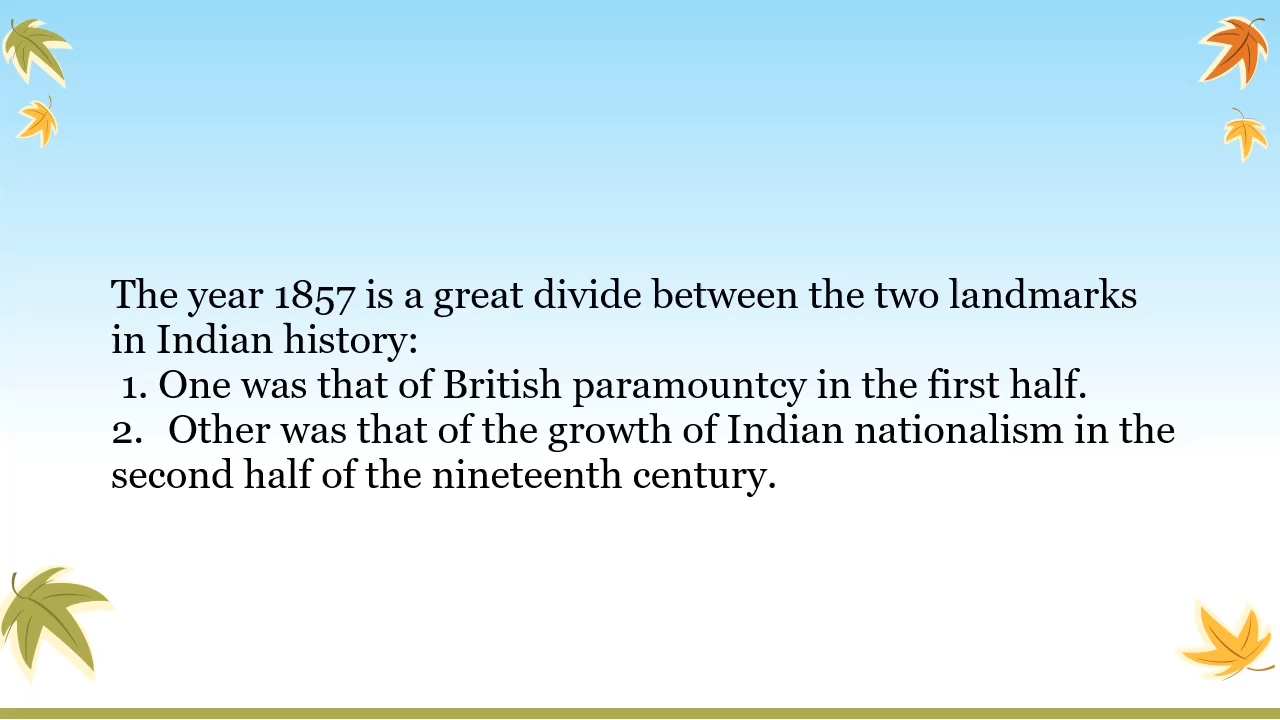 The year 1857 is a great divide between the two landmarks
in Indian history:
1. One was that of British paramountcy in the first half.
2. Other was that of the growth of Indian nationalism in the
second half of the nineteenth century.